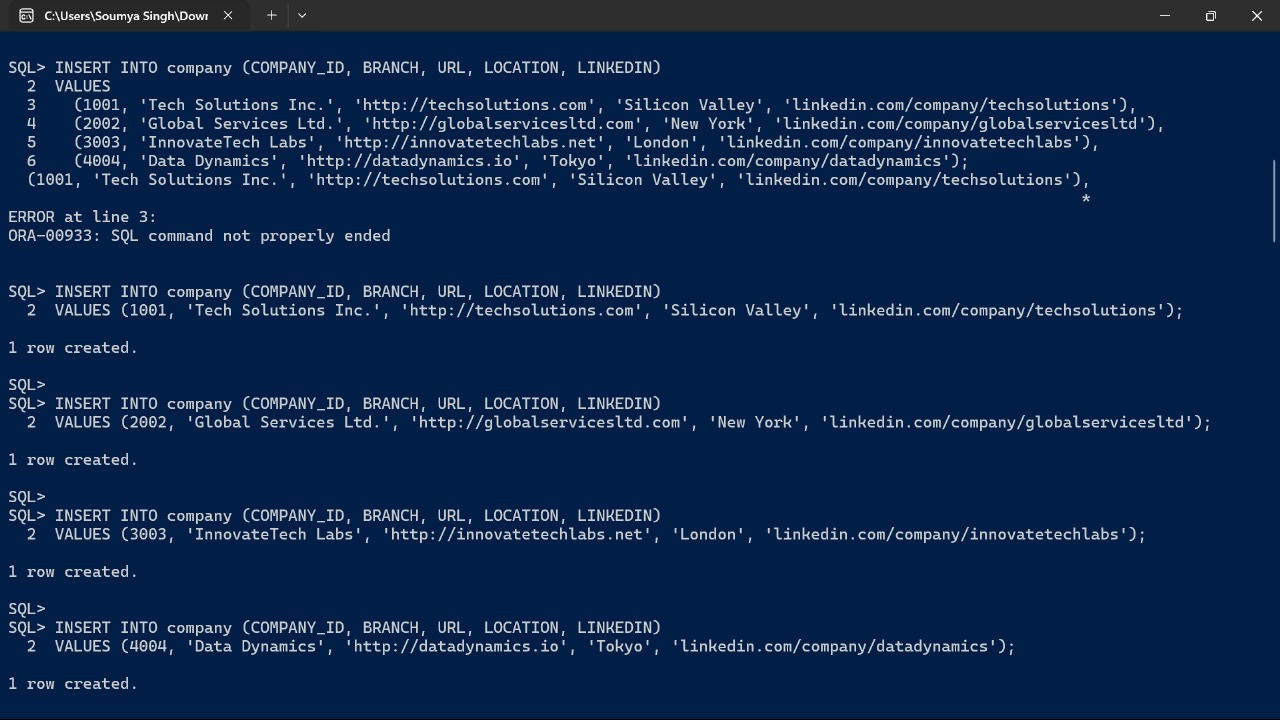 C:\Users\Soumya Singh\Dowr
SQL> INSERT INTO company (COMPANY_ID, BRANCH, URL, LOCATION, LINKEDIN)
  2  VALUES
  3    (1001, 'Tech Solutions Inc.', 'http://techsolutions.com', 'Silicon Valley', 'linkedin.com/company/techsolutions'),
  4    (2002, 'Global Services Ltd.', 'http://globalservicesltd.com', 'New York', 'linkedin.com/company/globalservicesltd'),
  5    (3003, 'InnovateTech Labs', 'http://innovatetechlabs.net', 'London', 'linkedin.com/company/innovatetechlabs'),
  6    (4004, 'Data Dynamics', 'http://datadynamics.io', 'Tokyo', 'linkedin.com/company/datadynamics');
  (1001, 'Tech Solutions Inc.', 'http://techsolutions.com', 'Silicon Valley', 'linkedin.com/company/techsolutions'),
*
ERROR at line 3:
ORA-00933: SQL command not properly ended
SQL> INSERT INTO company (COMPANY_ID, BRANCH, URL, LOCATION, LINKEDIN)
  2  VALUES (1001, 'Tech Solutions Inc.', 'http://techsolutions.com', 'Silicon Valley', 'linkedin.com/company/techsolutions');
1 row created.
SQL>
SQL> INSERT INTO company (COMPANY_ID, BRANCH, URL, LOCATION, LINKEDIN)
  2  VALUES (2002, 'Global Services Ltd.', 'http://globalservicesltd.com', 'New York', 'linkedin.com/company/globalservicesltd');
1 row created.
SQL>
SQL> INSERT INTO company (COMPANY_ID, BRANCH, URL, LOCATION, LINKEDIN)
  2  VALUES (3003, 'InnovateTech Labs', 'http://innovatetechlabs.net', 'London', 'linkedin.com/company/innovatetechlabs');
1 row created.
SQL>
SQL> INSERT INTO company (COMPANY_ID, BRANCH, URL, LOCATION, LINKEDIN)
  2  VALUES (4004, 'Data Dynamics', 'http://datadynamics.io', 'Tokyo', 'linkedin.com/company/datadynamics');
1 row created.